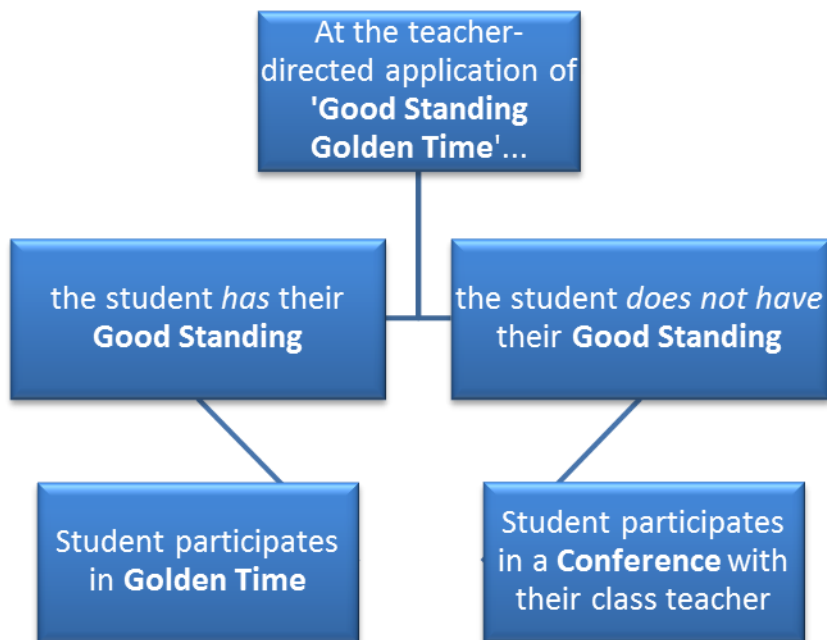 At the teacher-
directed application of
'Good Standing
Golden Time'...
the student has their
Good Standing
the student does not have
their Good Standing
Student participates
in Golden Time
Student participates
in a Conference with
their class teacher